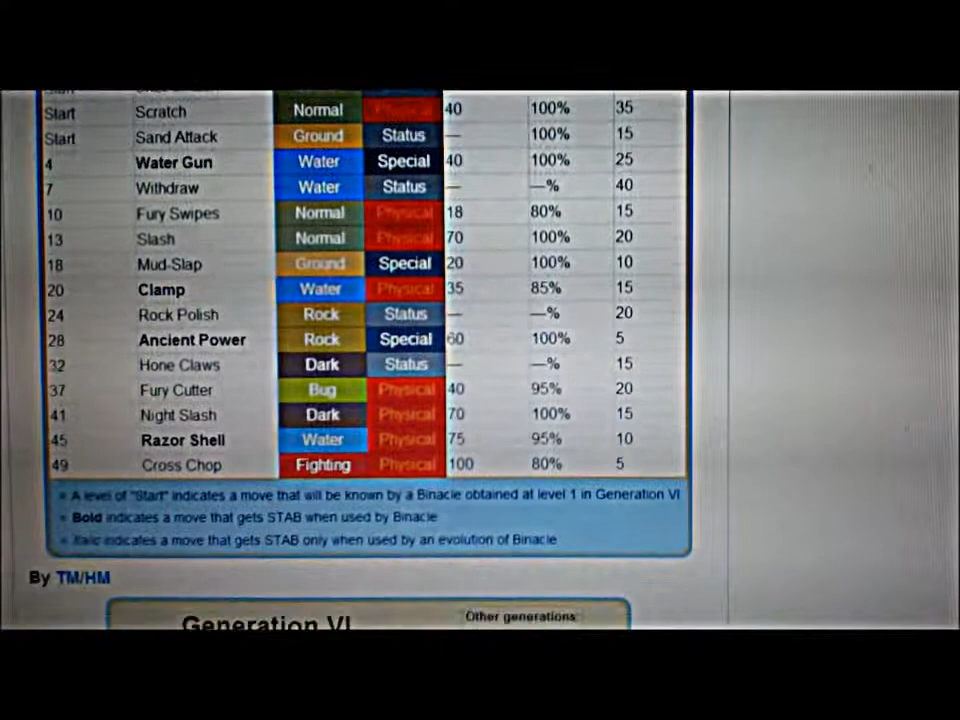 Start Scratch Normal Physical 40 100% 35
Start Sand Attack Ground Status — 100% 15
4 Water Gun Water Special 40 100% 25
7 Withdraw Water Status — —% 40
10 Fury Swipes Normal Physical 18 80% 15
13 Slash Normal Physical 70 100% 20
18 Mud-Slap Ground Special 20 100% 10
20 Clamp Water Physical 35 85% 15
24 Rock Polish Rock Status — —% 20
28 Ancient Power Rock Special 60 100% 5
32 Hone Claws Dark Status — —% 15
37 Fury Cutter Bug Physical 40 95% 20
41 Night Slash Dark Physical 70 100% 15
45 Razor Shell Water Physical 75 95% 10
49 Cross Chop Fighting Physical 100 80% 5
A level of "Start" indicates a move that will be known by a Binacle obtained at level 1 in Generation VI
Bold indicates a move that gets STAB when used by Binacle
Italic indicates a move that gets STAB only when used by an evolution of Binacle
By TM/HM
Generation VI Other generations: